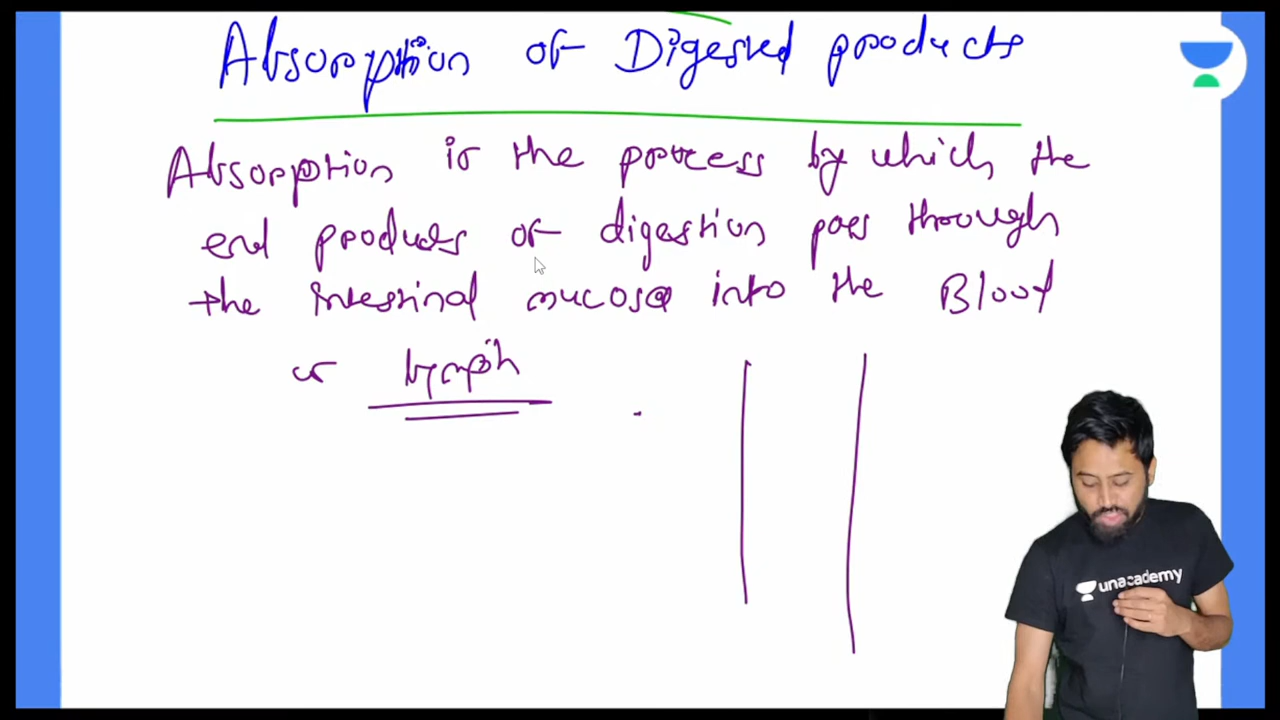 Absorption of Digested products
Absorption is the process by which the
end products of digestion pass through
the intestinal mucosa into the Blood
or lymph
unacademy